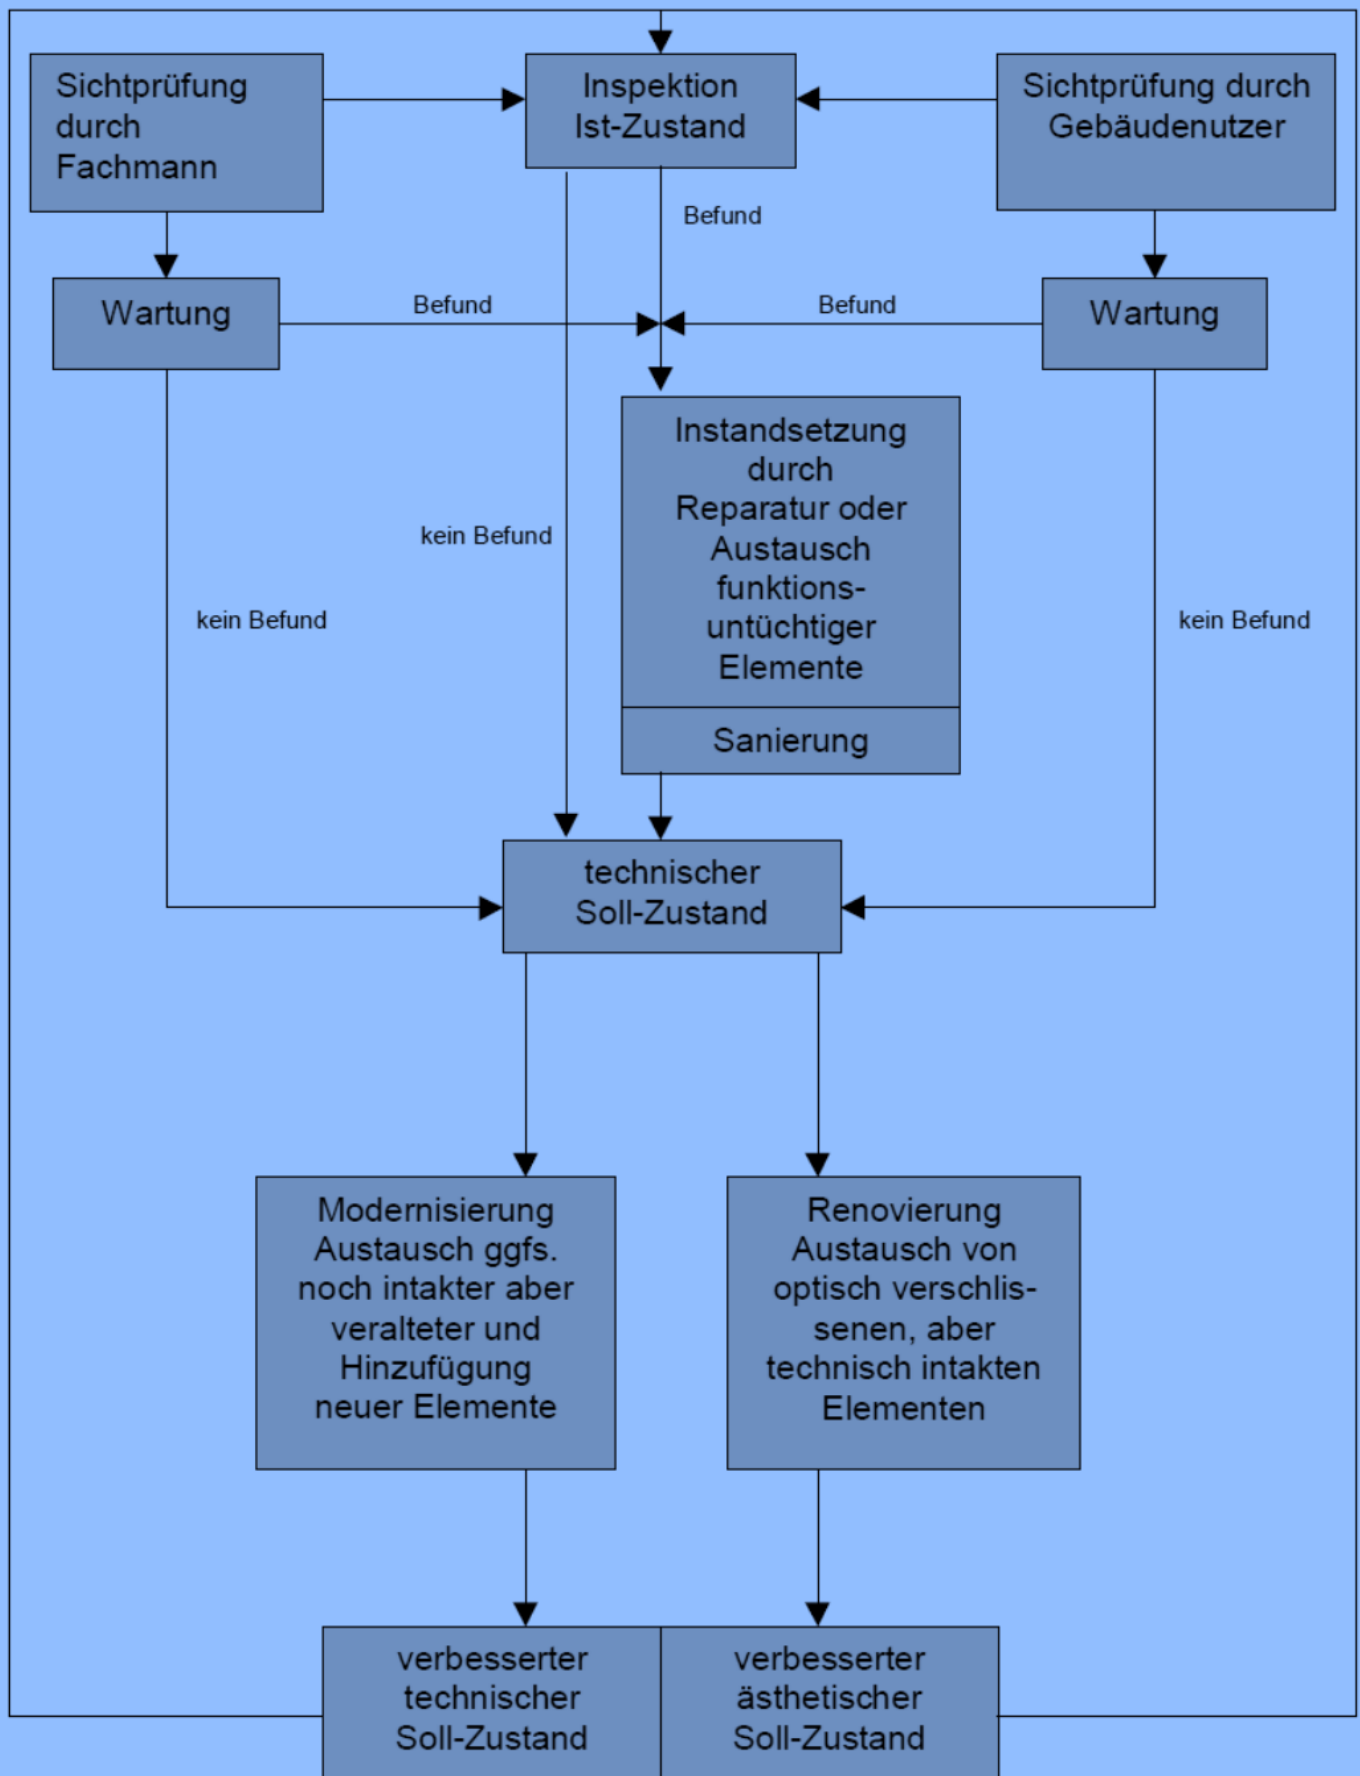 Sichtprüfung
durch
Fachmann
Inspektion
Ist-Zustand
Sichtprüfung durch
Gebäudenutzer
Befund
Wartung
Befund
Befund
Wartung
Instandsetzung
durch
Reparatur oder
Austausch
funktions-
untüchtiger
Elemente
Sanierung
kein Befund
kein Befund
kein Befund
technischer
Soll-Zustand
Modernisierung
Austausch ggfs.
noch intakter aber
veralteter und
Hinzufügung
neuer Elemente
Renovierung
Austausch von
optisch verschlis-
senen, aber
technisch intakten
Elementen
verbesserter
technischer
Soll-Zustand
verbesserter
ästhetischer
Soll-Zustand